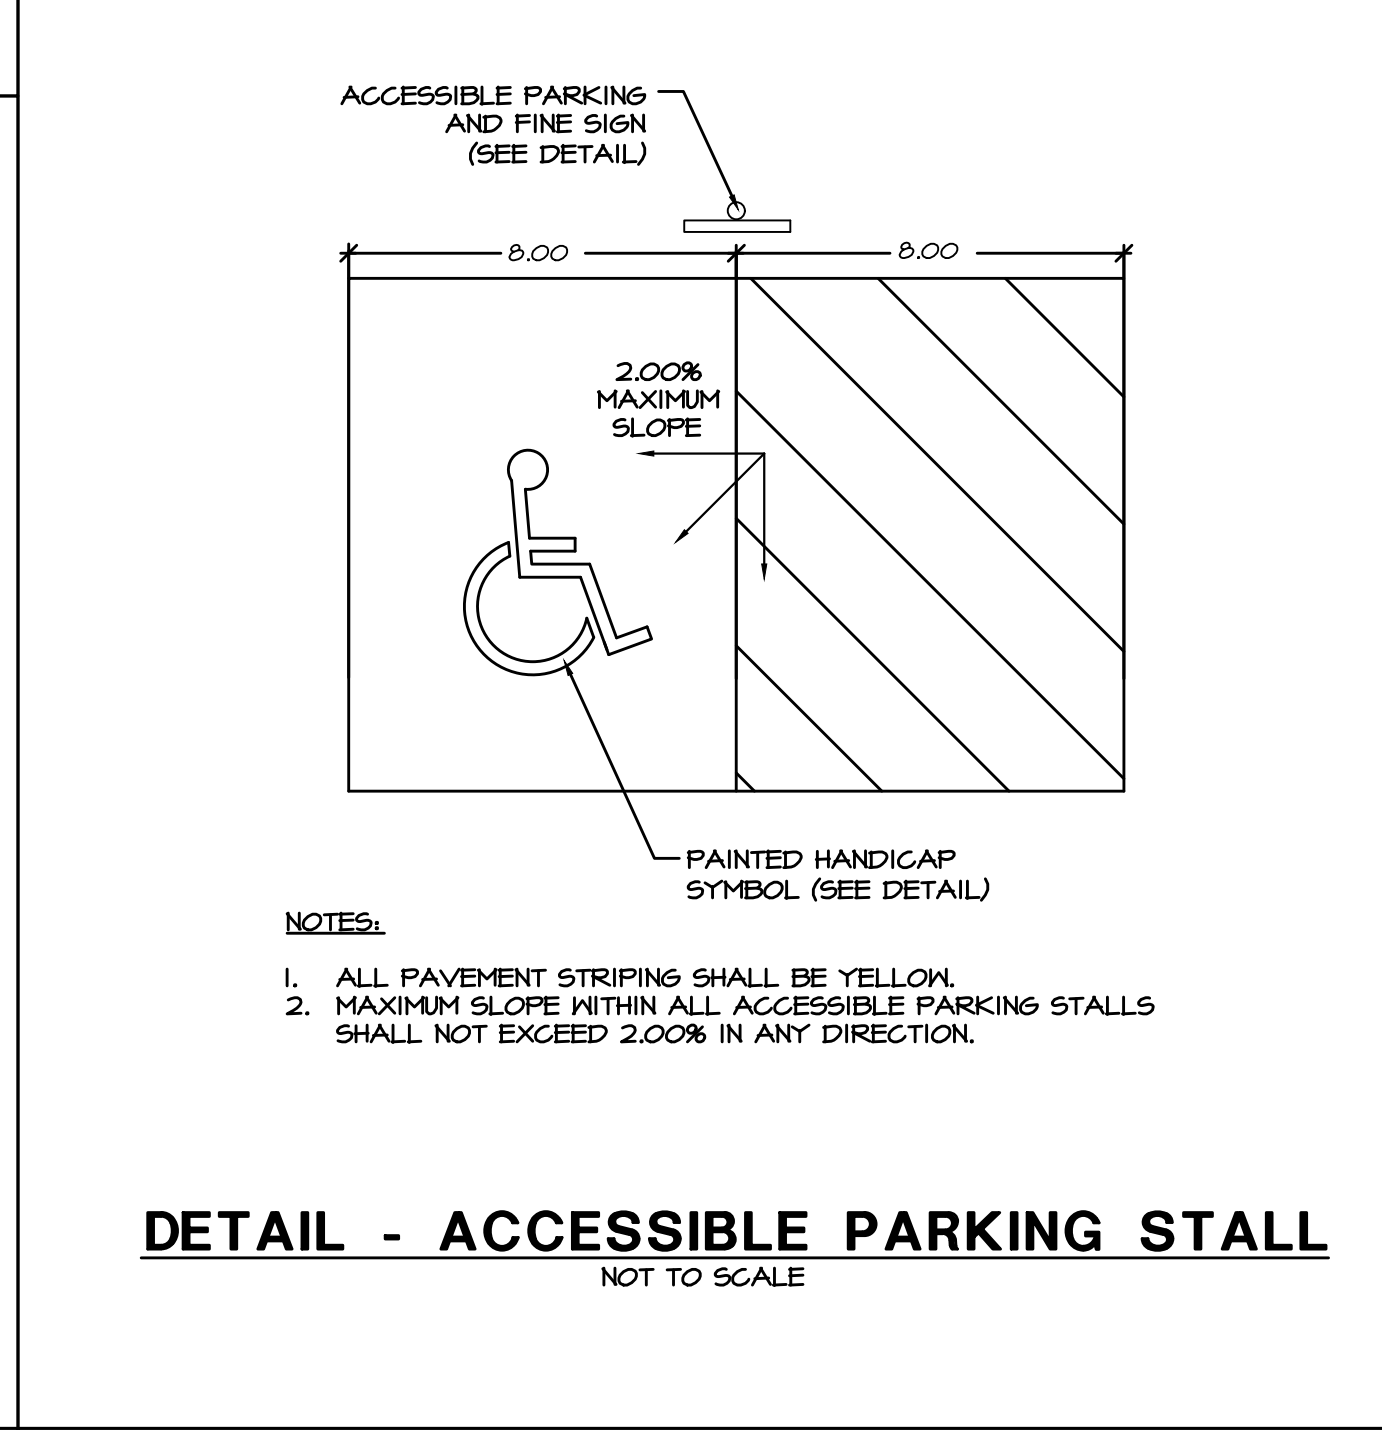 ACCESSIBLE PARKING
AND FINE SIGN
(SEE DETAIL)
8.00
8.00
2.00%
MAXIMUM
SLOPE
PAINTED HANDICAP
SYMBOL (SEE DETAIL)
NOTES:
1. ALL PAVEMENT STRIPING SHALL BE YELLOW.
2. MAXIMUM SLOPE WITHIN ALL ACCESSIBLE PARKING STALLS
SHALL NOT EXCEED 2.00% IN ANY DIRECTION.
DETAIL - ACCESSIBLE PARKING STALL
NOT TO SCALE